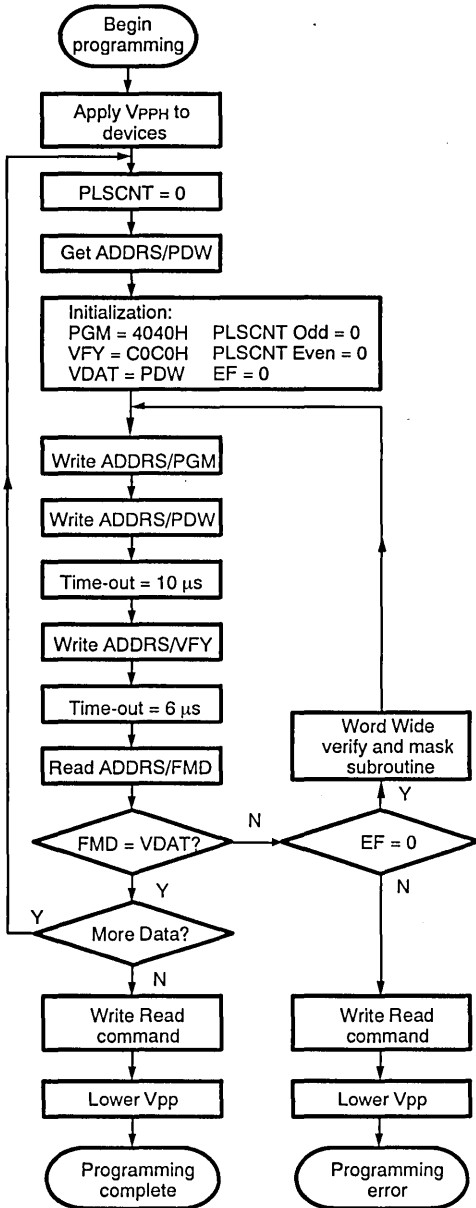 Begin
programming
Apply VPPH to
devices
PLSCNT = 0
Get ADDRS/PDW
Initialization:
PGM = 4040H PLSCNT Odd = 0
VFY = C0C0H PLSCNT Even = 0
VDAT = PDW EF = 0
Write ADDRS/PGM
Write ADDRS/PDW
Time-out = 10 μs
Write ADDRS/VFY
Time-out = 6 μs
Read ADDRS/FMD
Word Wide
verify and mask
subroutine
Y
FMD = VDAT?
N
EF = 0
Y
N
Y
More Data?
N
Write Read
command
Write Read
command
Lower Vpp
Lower Vpp
Programming
complete
Programming
error